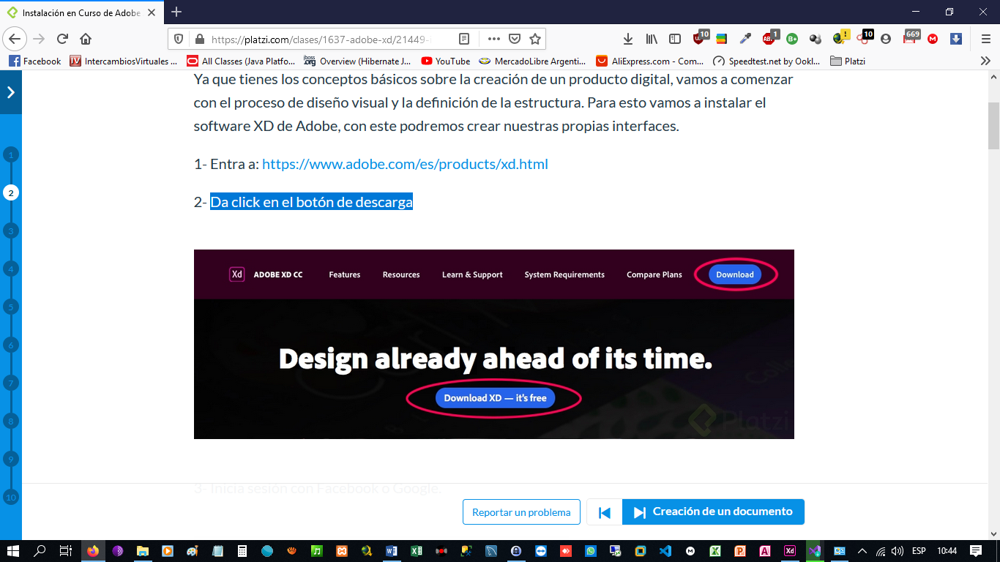 Instalación en Curso de Adobe
https://platzi.com/clases/1637-adobe-xd/21449-
10
1
10
669
Facebook
IntercambiosVirtuales ...
All Classes (Java Platfo...
Overview (Hibernate J...
YouTube
MercadoLibre Argenti...
AliExpress.com - Com...
Speedtest.net by Ookl...
Platzi
Ya que tienes los conceptos básicos sobre la creación de un producto digital, vamos a comenzar
con el proceso de diseño visual y la definición de la estructura. Para esto vamos a instalar el
software XD de Adobe, con este podremos crear nuestras propias interfaces.
1- Entra a: https://www.adobe.com/es/products/xd.html
2- Da click en el botón de descarga
Xd ADOBE XD CC Features Resources Learn & Support System Requirements Compare Plans Download
Design already ahead of its time.
Download XD — it's free
Platzi
3- Inicia sesión con Facebook o Google.
1
2
3
4
5
6
7
8
9
10
Reportar un problema
Creación de un documento
ESP
10:44